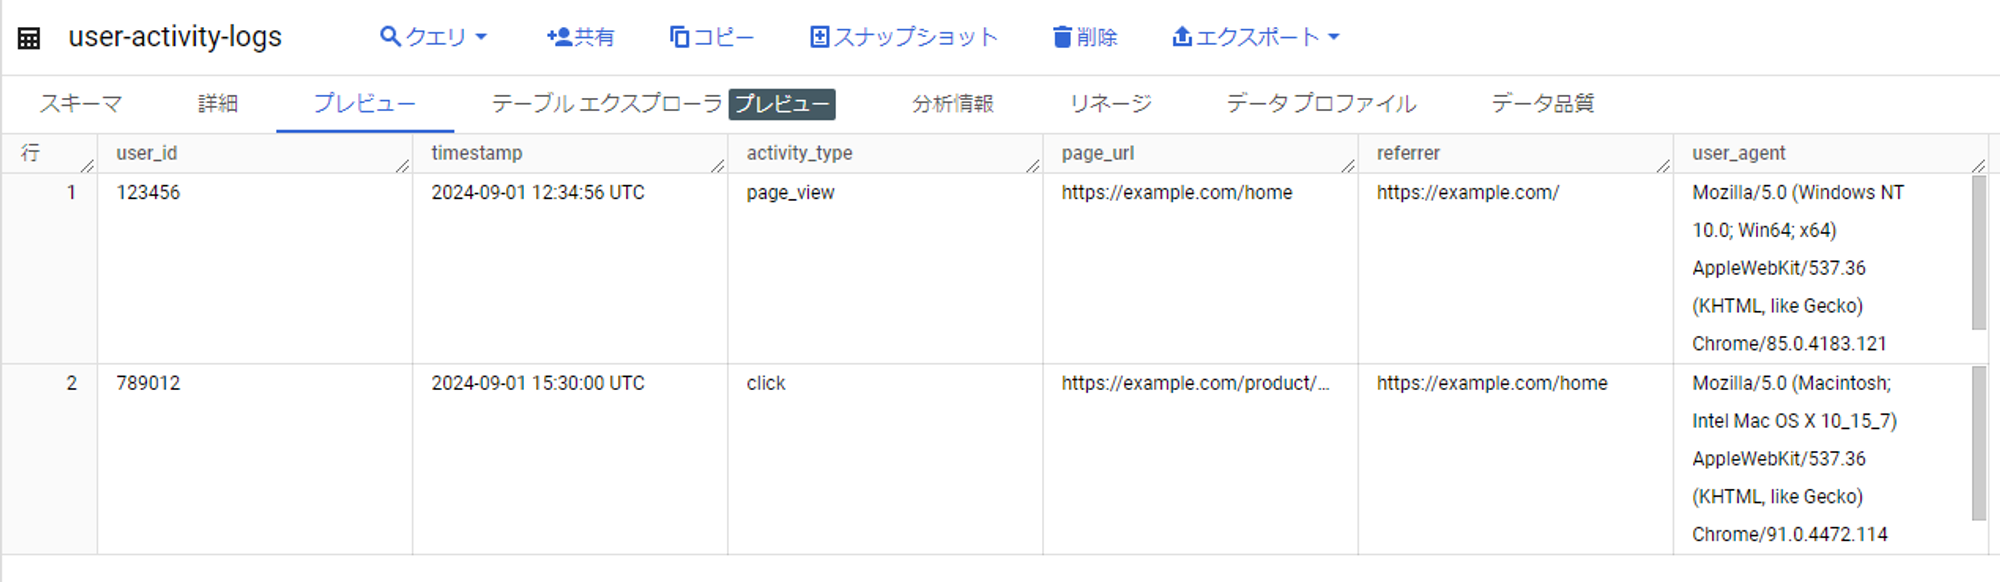 user-activity-logs クエリ 共有 コピー スナップショット 削除 エクスポート
スキーマ 詳細 プレビュー テーブル エクスプローラ プレビュー 分析情報 リネージ データ プロファイル データ品質
行 user_id timestamp activity_type page_url referrer user_agent
1 123456 2024-09-01 12:34:56 UTC page_view https://example.com/home https://example.com/ Mozilla/5.0 (Windows NT
10.0; Win64; x64)
AppleWebKit/537.36
(KHTML, like Gecko)
Chrome/85.0.4183.121
2 789012 2024-09-01 15:30:00 UTC click https://example.com/product/... https://example.com/home Mozilla/5.0 (Macintosh;
Intel Mac OS X 10_15_7)
AppleWebKit/537.36
(KHTML, like Gecko)
Chrome/91.0.4472.114